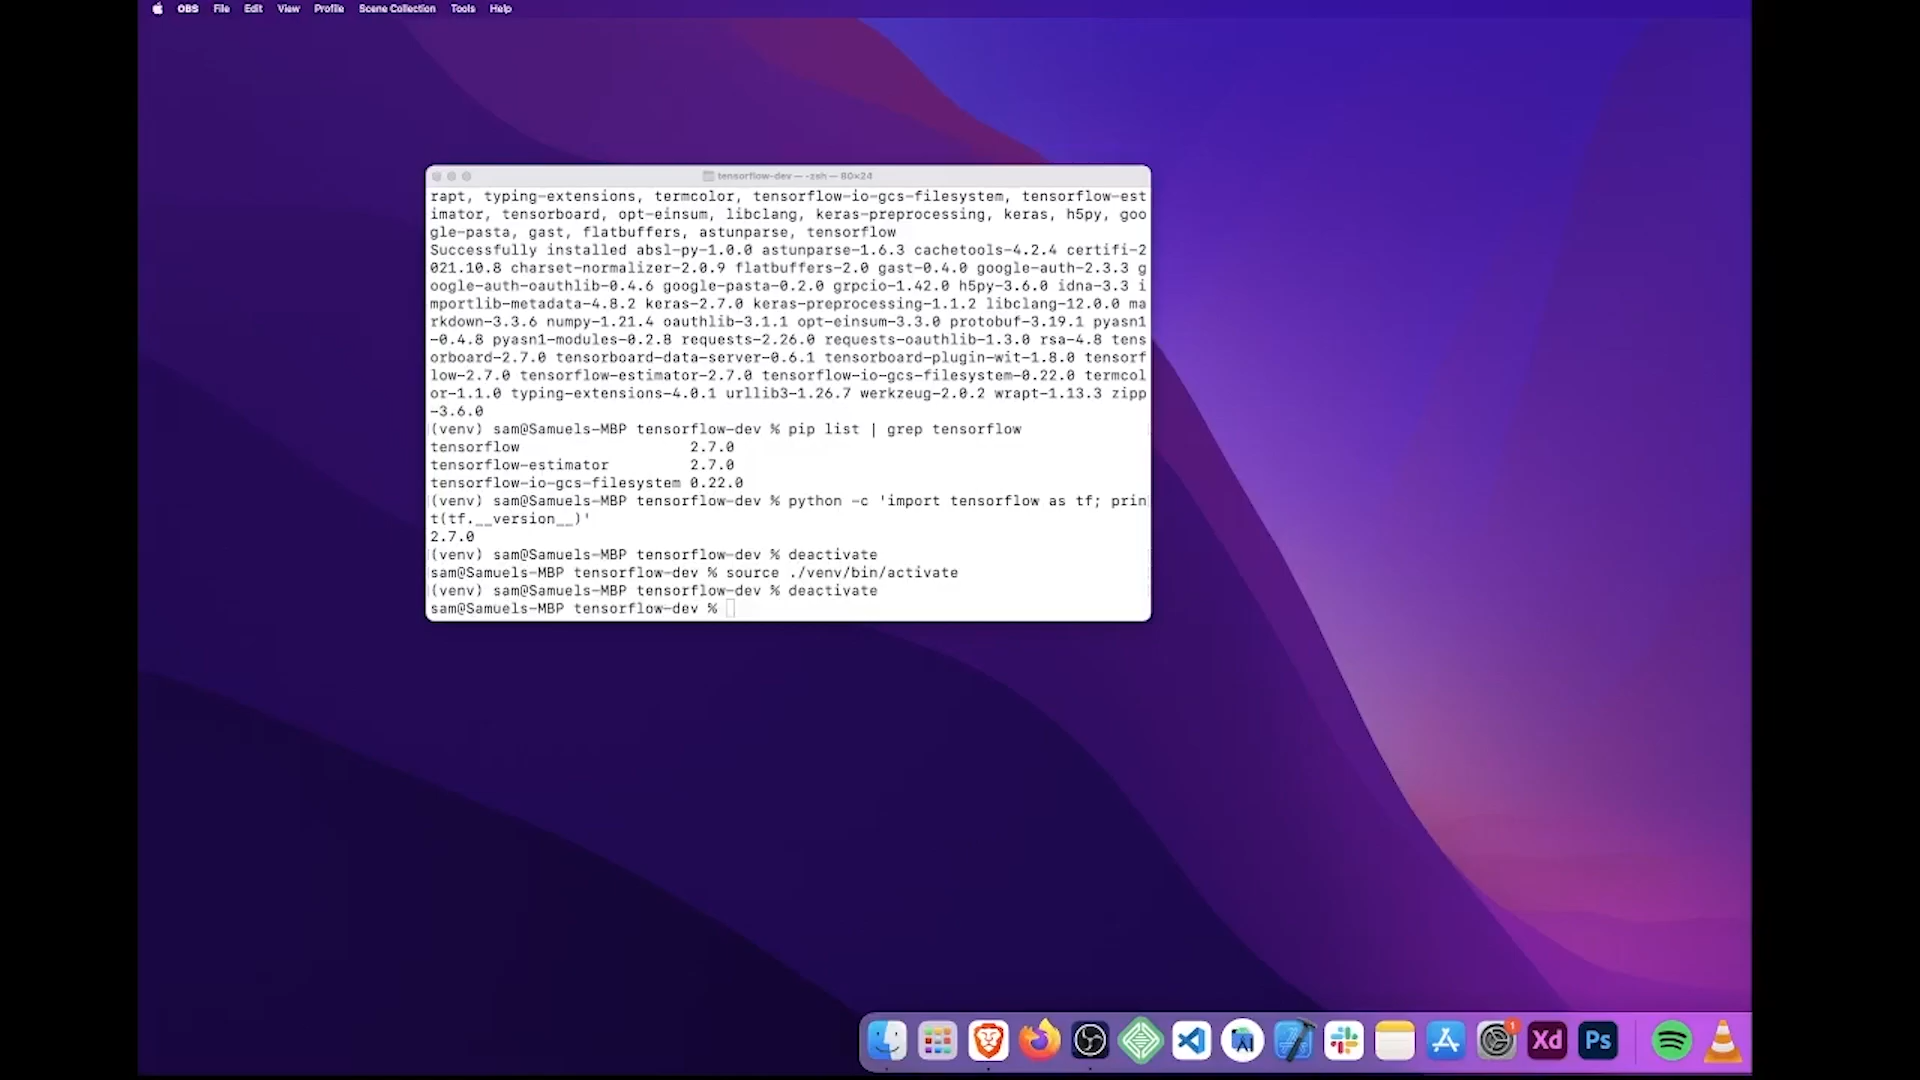 OBS File Edit View Profile Scene Collection Tools Help
tensorflow-dev — -zsh — 80×24
rapt, typing-extensions, termcolor, tensorflow-io-gcs-filesystem, tensorflow-est
imator, tensorboard, opt-einsum, libclang, keras-preprocessing, keras, h5py, goo
gle-pasta, gast, flatbuffers, astunparse, tensorflow
Successfully installed absl-py-1.0.0 astunparse-1.6.3 cachetools-4.2.4 certifi-2
021.10.8 charset-normalizer-2.0.9 flatbuffers-2.0 gast-0.4.0 google-auth-2.3.3 g
oogle-auth-oauthlib-0.4.6 google-pasta-0.2.0 grpcio-1.42.0 h5py-3.6.0 idna-3.3 i
mportlib-metadata-4.8.2 keras-2.7.0 keras-preprocessing-1.1.2 libclang-12.0.0 ma
rkdown-3.3.6 numpy-1.21.4 oauthlib-3.1.1 opt-einsum-3.3.0 protobuf-3.19.1 pyasn1
-0.4.8 pyasn1-modules-0.2.8 requests-2.26.0 requests-oauthlib-1.3.0 rsa-4.8 tens
orboard-2.7.0 tensorboard-data-server-0.6.1 tensorboard-plugin-wit-1.8.0 tensorf
low-2.7.0 tensorflow-estimator-2.7.0 tensorflow-io-gcs-filesystem-0.22.0 termcol
or-1.1.0 typing-extensions-4.0.1 urllib3-1.26.7 werkzeug-2.0.2 wrapt-1.13.3 zipp
-3.6.0
(venv) sam@Samuels-MBP tensorflow-dev % pip list | grep tensorflow
tensorflow 2.7.0
tensorflow-estimator 2.7.0
tensorflow-io-gcs-filesystem 0.22.0
(venv) sam@Samuels-MBP tensorflow-dev % python -c 'import tensorflow as tf; prin
t(tf.__version__)'
2.7.0
(venv) sam@Samuels-MBP tensorflow-dev % deactivate
sam@Samuels-MBP tensorflow-dev % source ./venv/bin/activate
(venv) sam@Samuels-MBP tensorflow-dev % deactivate
sam@Samuels-MBP tensorflow-dev %
1
Xd
Ps